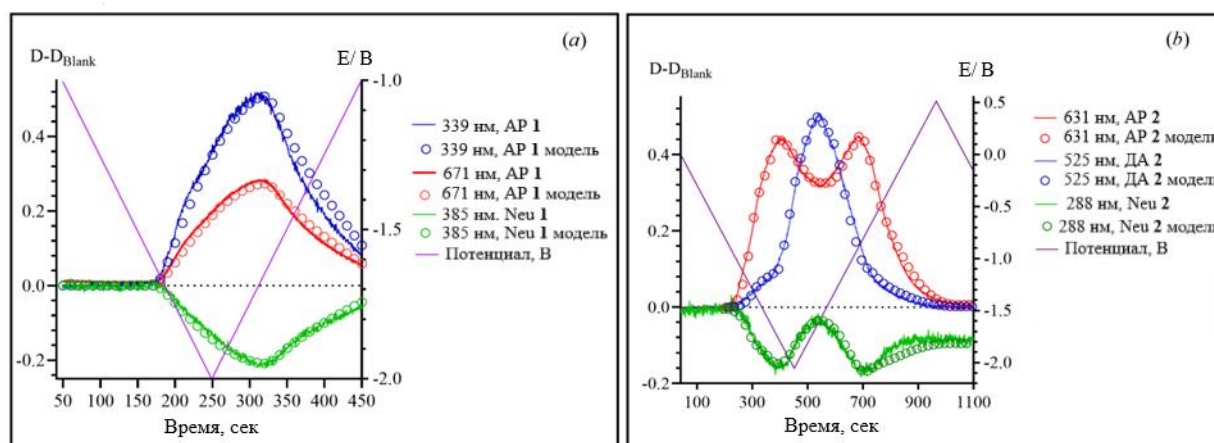 (a)
D-D_Blank
E/ В
0.4
0.2
0.0
-0.2
-1.0
-1.5
-2.0
50 100 150 200 250 300 350 400 450
Время, сек
339 нм, АР 1
339 нм, АР 1 модель
671 нм, АР 1
671 нм, АР 1 модель
385 нм. Neu 1
385 нм, Neu 1 модель
Потенциал, В
(b)
D-D_Blank
E/ В
0.4
0.2
0.0
-0.2
0.5
0.0
-0.5
-1.0
-1.5
-2.0
100 300 500 700 900 1100
Время, сек
631 нм, АР 2
631 нм, АР 2 модель
525 нм, ДА 2
525 нм, ДА 2 модель
288 нм, Neu 2
288 нм, Neu 2 модель
Потенциал, В